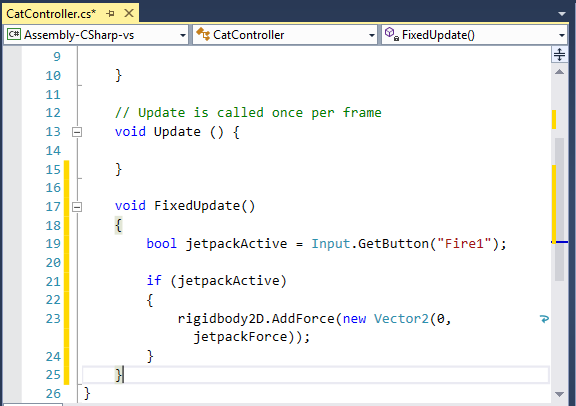 CatController.cs*
Assembly-CSharp-vs CatController FixedUpdate()
9
10 }
11
12 // Update is called once per frame
13 void Update () {
14
15 }
16
17 void FixedUpdate()
18 {
19 bool jetpackActive = Input.GetButton("Fire1");
20
21 if (jetpackActive)
22 {
23 rigidbody2D.AddForce(new Vector2(0,
jetpackForce));
24 }
25 }
26 }